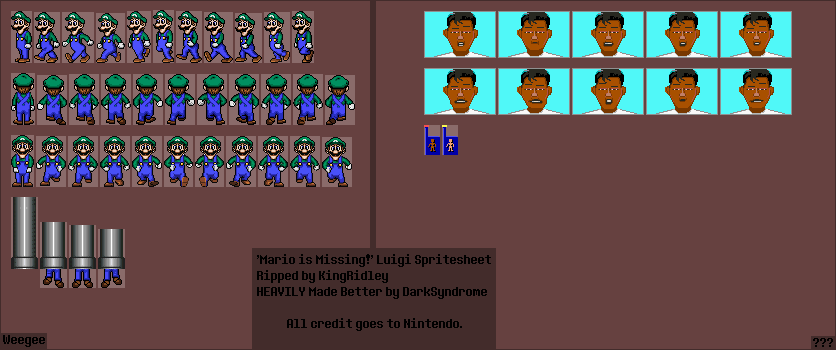 'Mario is Missing!' Luigi Spritesheet
Ripped by KingRidley
HEAVILY Made Better by DarkSyndrome
All credit goes to Nintendo.
Weegee
???